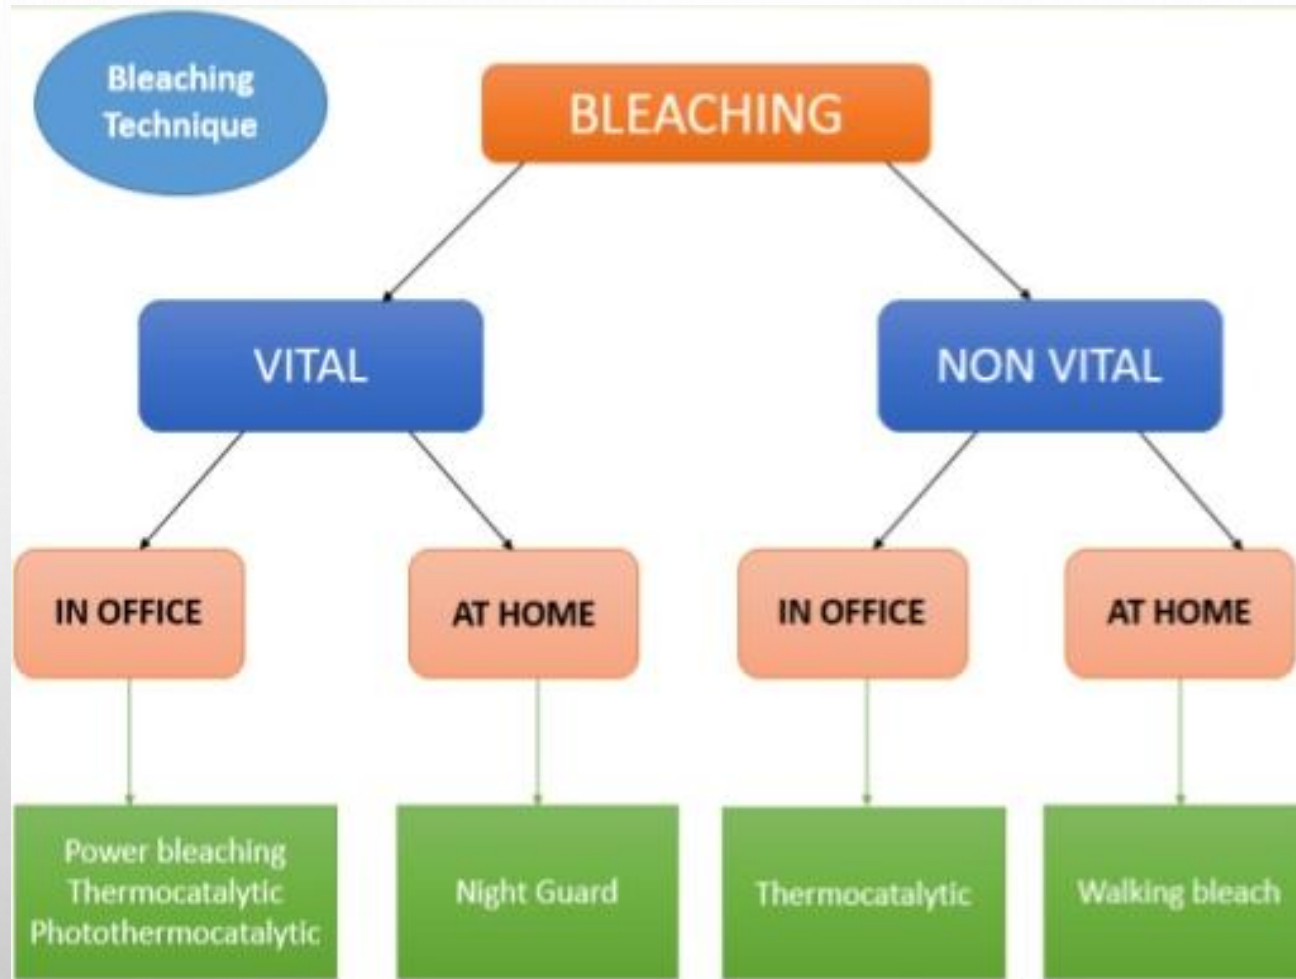 Bleaching
Technique
BLEACHING
VITAL
NON VITAL
IN OFFICE
AT HOME
IN OFFICE
AT HOME
Power bleaching
Thermocatalytic
Photothermocatalytic
Night Guard
Thermocatalytic
Walking bleach